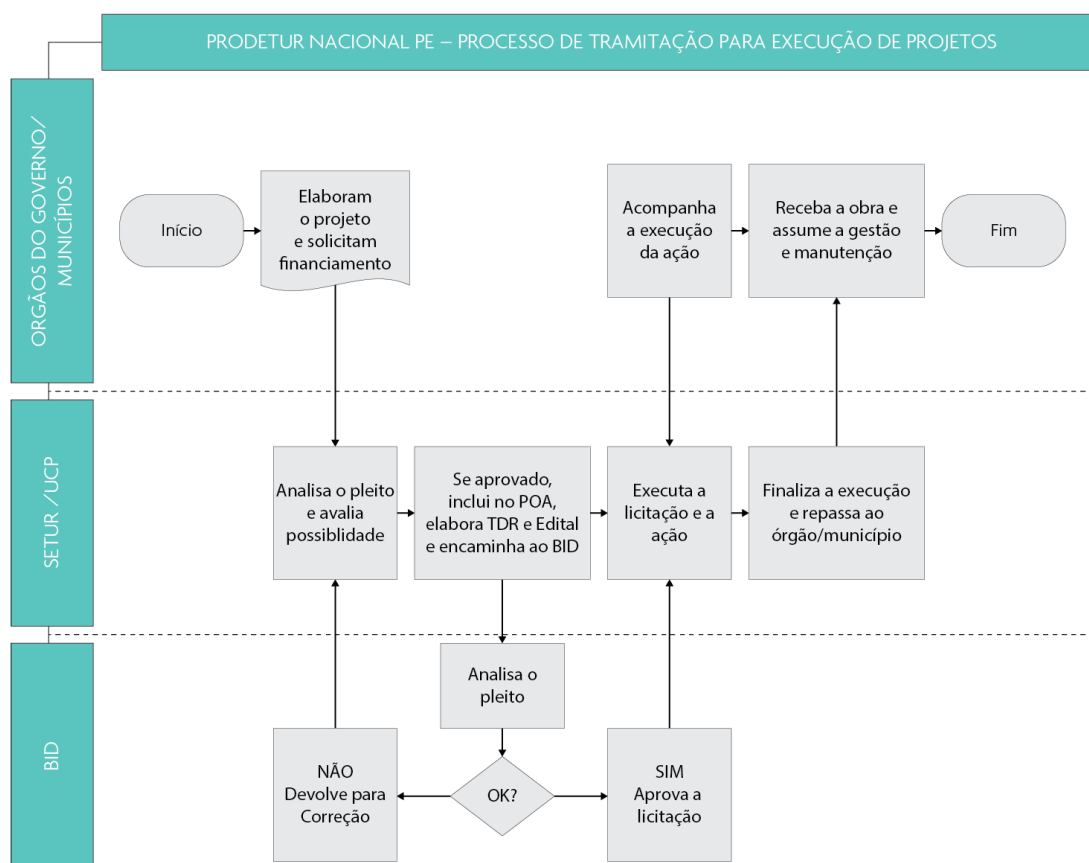 PRODETUR NACIONAL PE – PROCESSO DE TRAMITAÇÃO PARA EXECUÇÃO DE PROJETOS
ORGÃOS DO GOVERNO/
MUNICÍPIOS
Início
Elaboram
o projeto
e solicitam
financiamento
Acompanha
a execução
da ação
Receba a obra e
assume a gestão
e manutenção
Fim
SETUR /UCP
Analisa o pleito
e avalia
possiblidade
Se aprovado,
inclui no POA,
elabora TDR e Edital
e encaminha ao BID
Executa a
licitação e a
ação
Finaliza a execução
e repassa ao
órgão/município
BID
Analisa o
pleito
NÃO
Devolve para
Correção
OK?
SIM
Aprova a
licitação